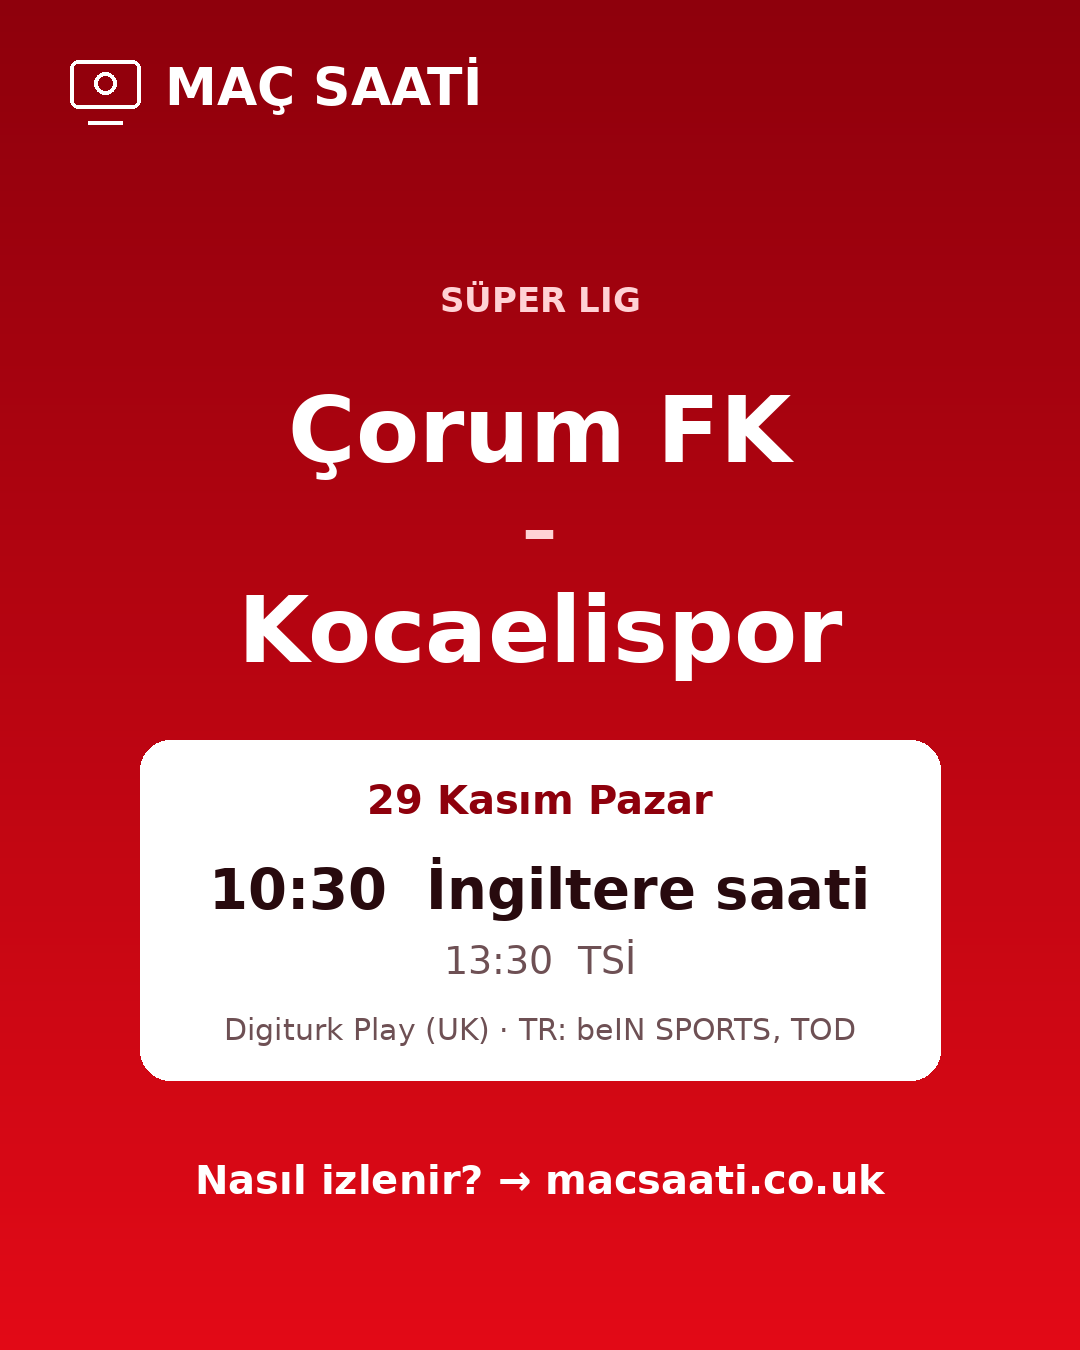 MAÇ SAATİ
SÜPER LIG
Çorum FK
–
Kocaelispor
29 Kasım Pazar
10:30 İngiltere saati
13:30 TSİ
Digiturk Play (UK) · TR: beIN SPORTS, TOD
Nasıl izlenir? → macsaati.co.uk